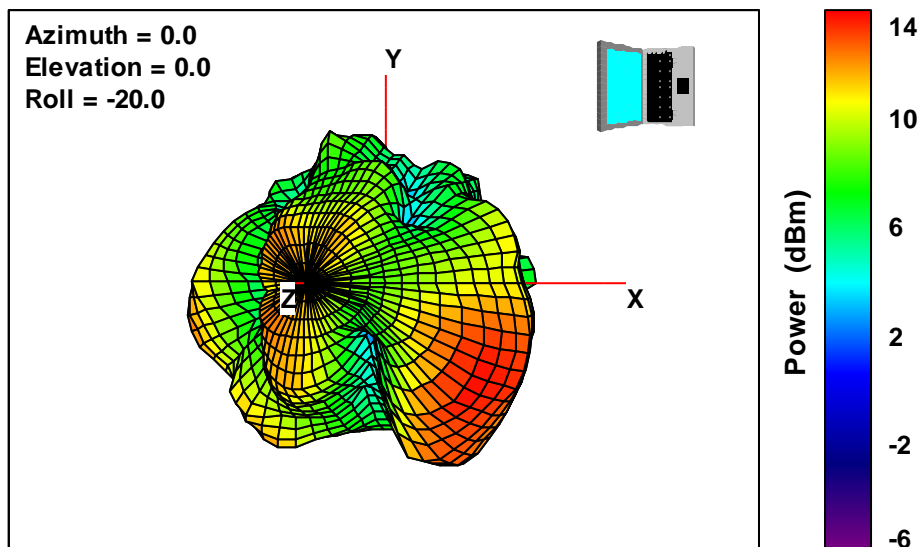 Azimuth = 0.0
Elevation = 0.0
Roll = -20.0
Y
X
Z
14
10
6
2
-2
-6
Power (dBm)